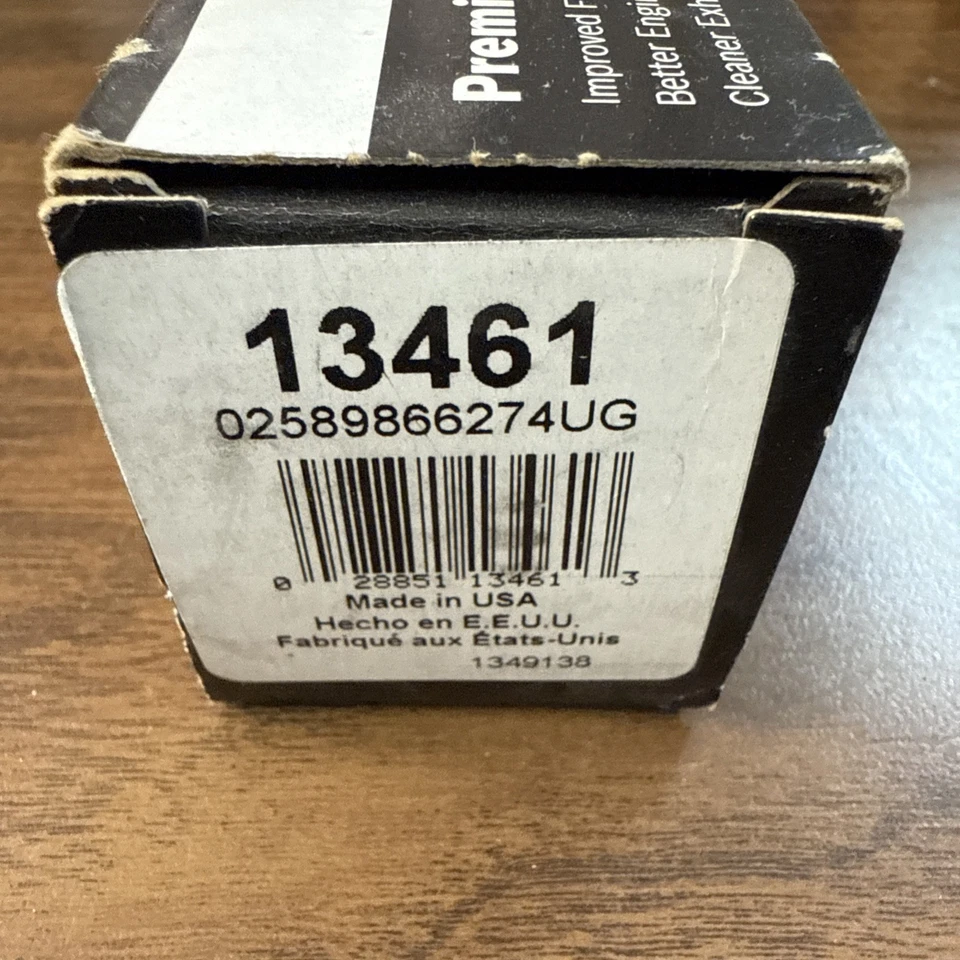 Premi
Improved F
Better Engi
Cleaner Exh
13461
02589866274UG
0 28851 13461 3
Made in USA
Hecho en E.E.U.U.
Fabriqué aux États-Unis
1349138